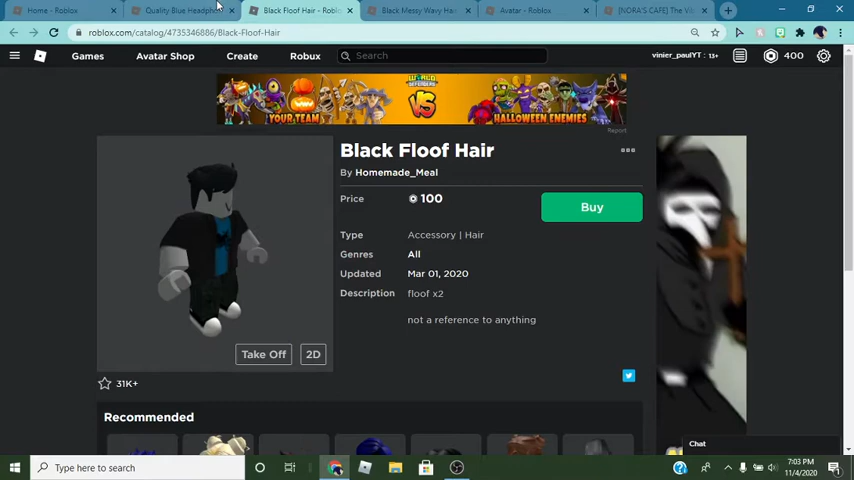 Home - Roblox
Quality Blue Headpho
Black Floof Hair - Roblo
Black Messy Wavy Ha
Avatar - Roblox
[NORA'S CAFE] The Vi
roblox.com/catalog/4735346886/Black-Floof-Hair
Games
Avatar Shop
Create
Robux
Search
vinier_paulYT : 13+
400
WORLD
DEFENDERS
YOUR TEAM
VS
HALLOWEEN ENEMIES
Report
Black Floof Hair
By Homemade_Meal
Price
100
Buy
Type
Accessory | Hair
Genres
All
Updated
Mar 01, 2020
Description
floof x2
not a reference to anything
Take Off
2D
31K+
Recommended
Chat
Type here to search
7:03 PM
11/4/2020